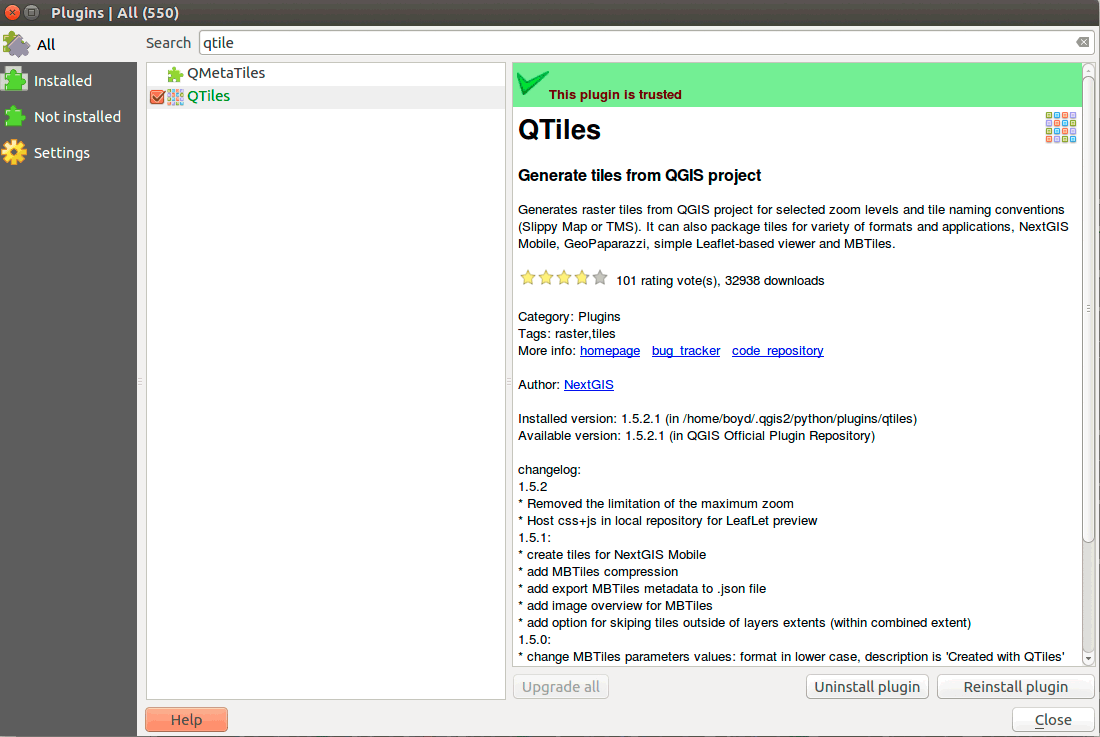 Plugins | All (550)
All
Search qtile
Installed
Not installed
Settings
QMetaTiles
QTiles
This plugin is trusted
QTiles
Generate tiles from QGIS project
Generates raster tiles from QGIS project for selected zoom levels and tile naming conventions
(Slippy Map or TMS). It can also package tiles for variety of formats and applications, NextGIS
Mobile, GeoPaparazzi, simple Leaflet-based viewer and MBTiles.
101 rating vote(s), 32938 downloads
Category: Plugins
Tags: raster,tiles
More info: homepage bug_tracker code_repository
Author: NextGIS
Installed version: 1.5.2.1 (in /home/boyd/.qgis2/python/plugins/qtiles)
Available version: 1.5.2.1 (in QGIS Official Plugin Repository)
changelog:
1.5.2
* Removed the limitation of the maximum zoom
* Host css+js in local repository for LeafLet preview
1.5.1:
* create tiles for NextGIS Mobile
* add MBTiles compression
* add export MBTiles metadata to .json file
* add image overview for MBTiles
* add option for skiping tiles outside of layers extents (within combined extent)
1.5.0:
* change MBTiles parameters values: format in lower case, description is 'Created with QTiles'
Upgrade all
Uninstall plugin
Reinstall plugin
Help
Close